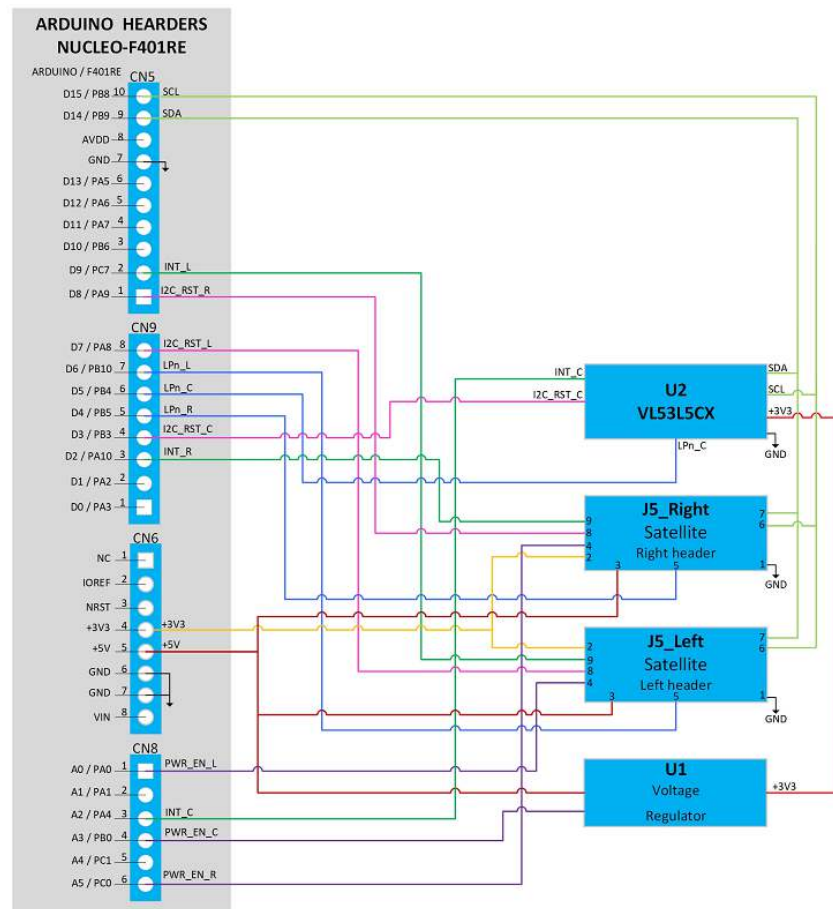 ARDUINO HEARDERS
NUCLEO-F401RE
ARDUINO / F401RE
CN5
D15 / PB8 10 SCL
D14 / PB9 9 SDA
AVDD 8
GND 7
D13 / PA5 6
D12 / PA6 5
D11 / PA7 4
D10 / PB6 3
D9 / PC7 2 INT_L
D8 / PA9 1 I2C_RST_R
CN9
D7 / PA8 8 I2C_RST_L
D6 / PB10 7 LPn_L
D5 / PB4 6 LPn_C
D4 / PB5 5 LPn_R
D3 / PB3 4 I2C_RST_C
D2 / PA10 3 INT_R
D1 / PA2 2
D0 / PA3 1
CN6
NC 1
IOREF 2
NRST 3
+3V3 4 +3V3
+5V 5 +5V
GND 6
GND 7
VIN 8
CN8
A0 / PA0 1 PWR_EN_L
A1 / PA1 2
A2 / PA4 3 INT_C
A3 / PB0 4 PWR_EN_C
A4 / PC1 5
A5 / PC0 6 PWR_EN_R
INT_C
I2C_RST_C
U2
VL53L5CX
SDA
SCL
+3V3
GND
LPn_C
J5_Right
9 Satellite 7
8 Right header 6
4
2 3 5 1
GND
J5_Left
2 Satellite 7
9 Left header 6
8
4 3 5 1
GND
U1
Voltage
Regulator
+3V3